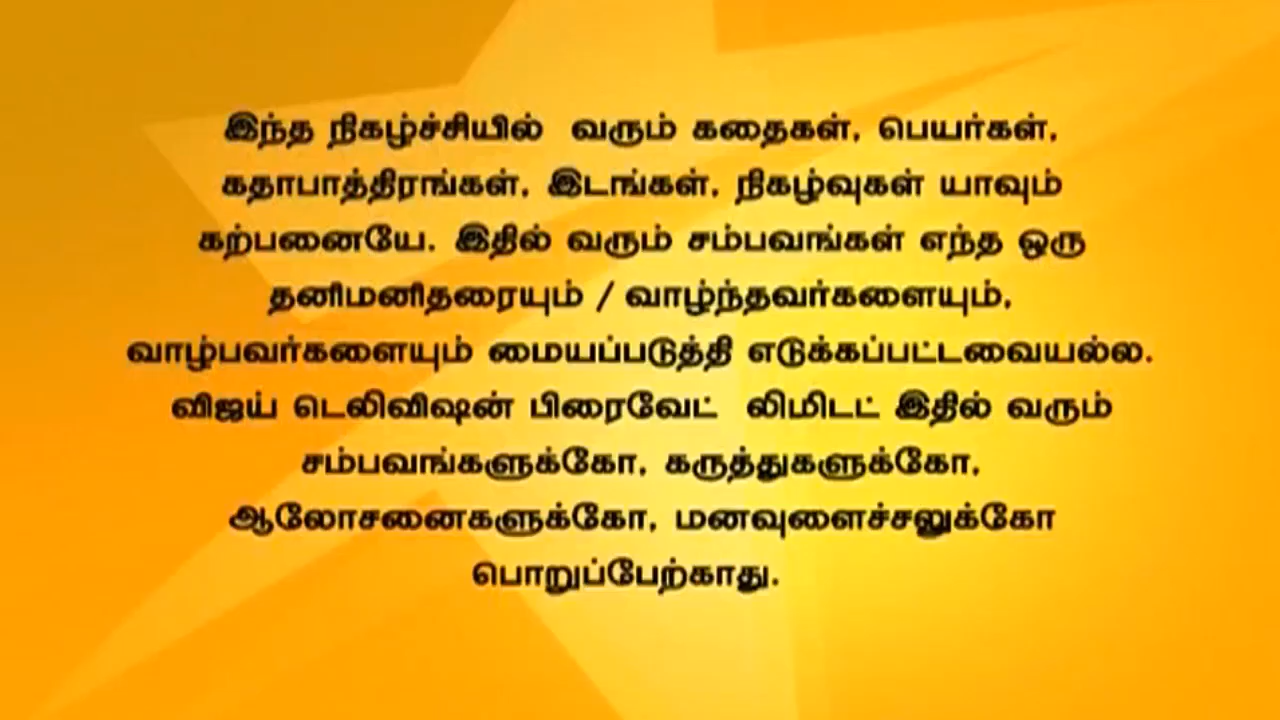 இந்த நிகழ்ச்சியில் வரும் கதைகள், பெயர்கள்,
கதாபாத்திரங்கள், இடங்கள், நிகழ்வுகள் யாவும்
கற்பனையே. இதில் வரும் சம்பவங்கள் எந்த ஒரு
தனிமனிதரையும் / வாழ்ந்தவர்களையும்,
வாழ்பவர்களையும் மையப்படுத்தி எடுக்கப்பட்டவையல்ல.
விஜய் டெலிவிஷன் பிரைவேட் லிமிடட் இதில் வரும்
சம்பவங்களுக்கோ, கருத்துகளுக்கோ,
ஆலோசனைகளுக்கோ, மனவுளைச்சலுக்கோ
பொறுப்பேற்காது.